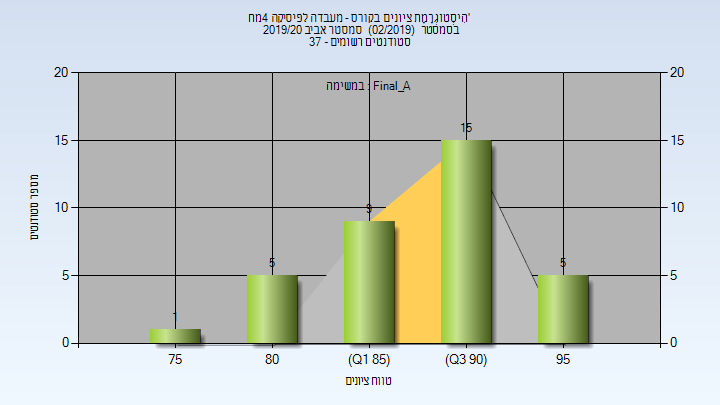 היסטוגרמת ציונים בקורס - מעבדה לפיסיקה 4מח'
בסמסטר (02/2019) סמסטר אביב 2019/20
סטודנטים רשומים - 37
במשימה : Final_A
20
15
10
5
0
20
15
10
5
0
מספר סטודנטים
1
5
9
15
5
75
80
(Q1 85)
(Q3 90)
95
טווח ציונים